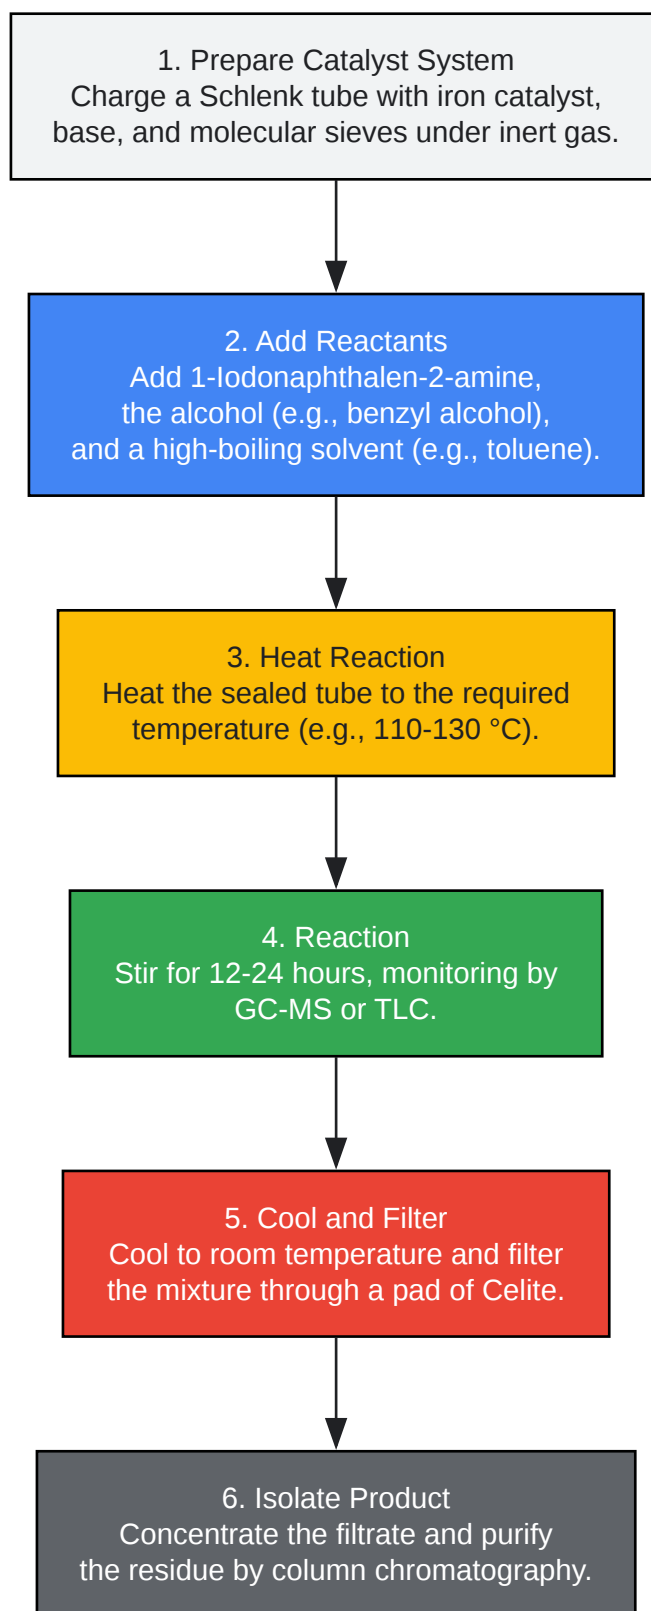 1. Prepare Catalyst System
Charge a Schlenk tube with iron catalyst,
base, and molecular sieves under inert gas.
2. Add Reactants
Add 1-Iodonaphthalen-2-amine,
the alcohol (e.g., benzyl alcohol),
and a high-boiling solvent (e.g., toluene).
3. Heat Reaction
Heat the sealed tube to the required
temperature (e.g., 110-130 °C).
4. Reaction
Stir for 12-24 hours, monitoring by
GC-MS or TLC.
5. Cool and Filter
Cool to room temperature and filter
the mixture through a pad of Celite.
6. Isolate Product
Concentrate the filtrate and purify
the residue by column chromatography.